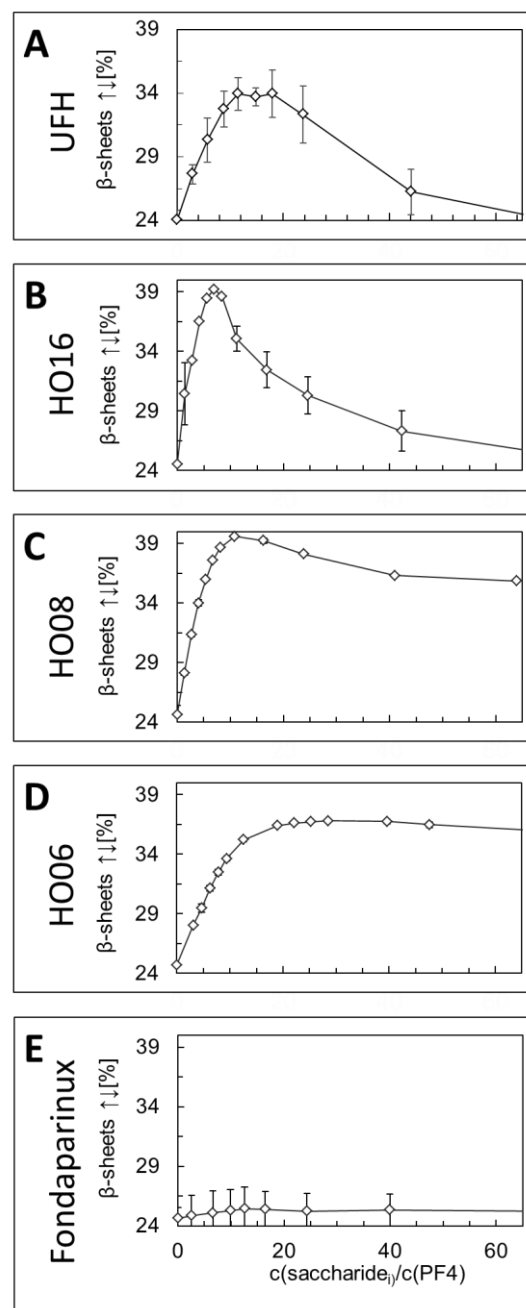 A
UFH
β-sheets ↑↓[%]
39
34
29
24
B
HO16
β-sheets ↑↓[%]
39
34
29
24
C
HO08
β-sheets ↑↓[%]
39
34
29
24
D
HO06
β-sheets ↑↓[%]
39
34
29
24
E
Fondaparinux
β-sheets ↑↓[%]
39
34
29
24
0 20 40 60
c(saccharideᵢ₎/c(PF4)